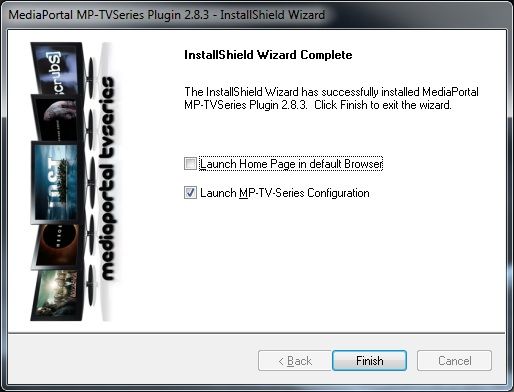 MediaPortal MP-TVSeries Plugin 2.8.3 - InstallShield Wizard
InstallShield Wizard Complete
The InstallShield Wizard has successfully installed MediaPortal
MP-TVSeries Plugin 2.8.3. Click Finish to exit the wizard.
Launch Home Page in default Browser
Launch MP-TV-Series Configuration
scrubs]
LOST
HEROES
mediaportal tvseries
< Back
Finish
Cancel